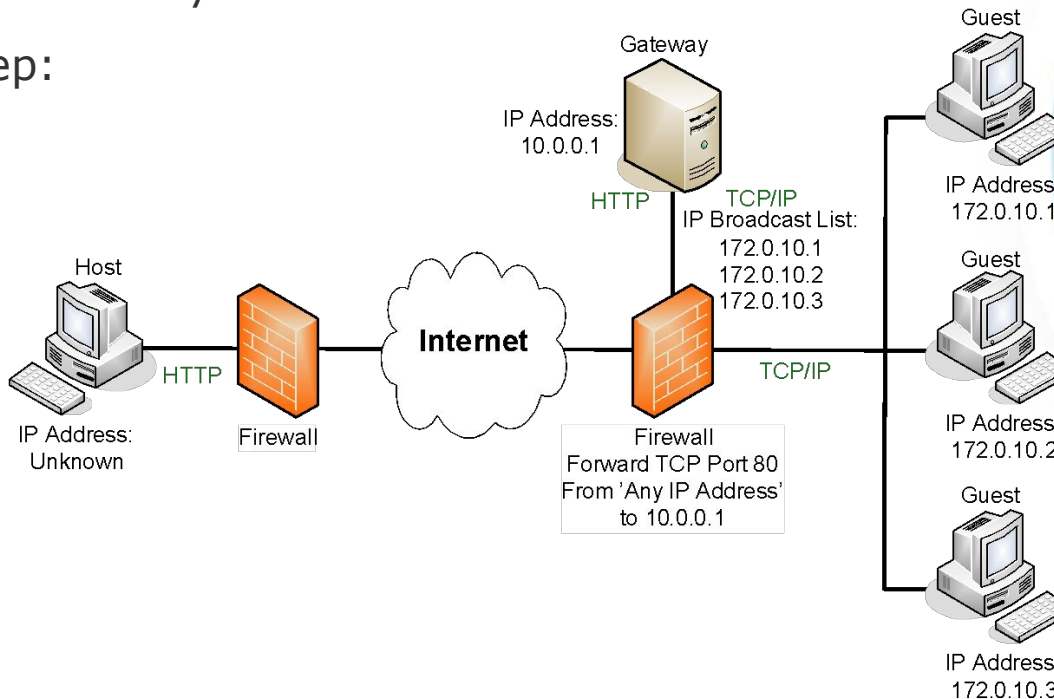 ep:
Gateway
IP Address:
10.0.0.1
HTTP
TCP/IP
IP Broadcast List:
172.0.10.1
172.0.10.2
172.0.10.3
Host
HTTP
IP Address:
Unknown
Firewall
Internet
Firewall
Forward TCP Port 80
From 'Any IP Address'
to 10.0.0.1
TCP/IP
Guest
IP Address
172.0.10.1
Guest
IP Address
172.0.10.2
Guest
IP Address
172.0.10.3